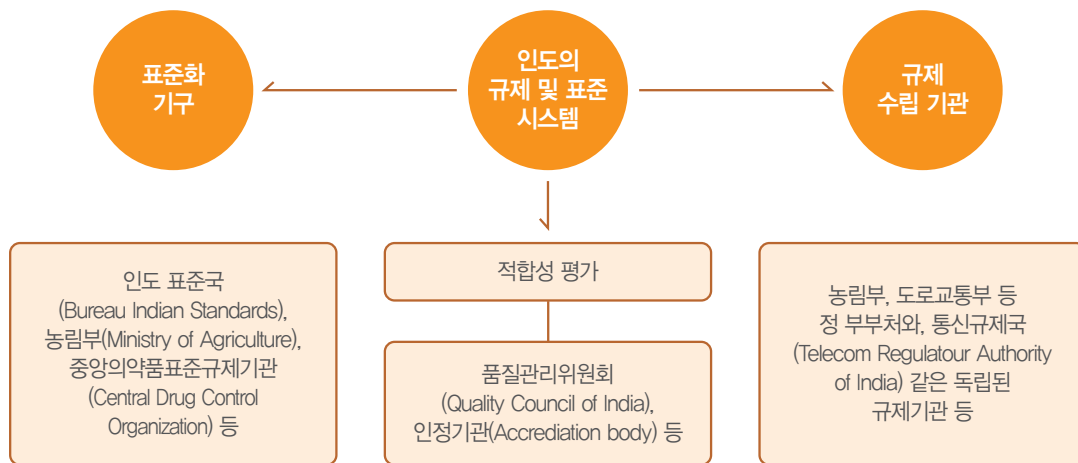 표준화
기구
인도의
규제 및 표준
시스템
규제
수립 기관
인도 표준국
(Bureau Indian Standards),
농림부(Ministry of Agriculture),
중앙의약품표준규제기관
(Central Drug Control
Organization) 등
적합성 평가
품질관리위원회
(Quality Council of India),
인정기관(Accrediation body) 등
농림부, 도로교통부 등
정 부부처와, 통신규제국
(Telecom Regulatour Authority
of India) 같은 독립된
규제기관 등